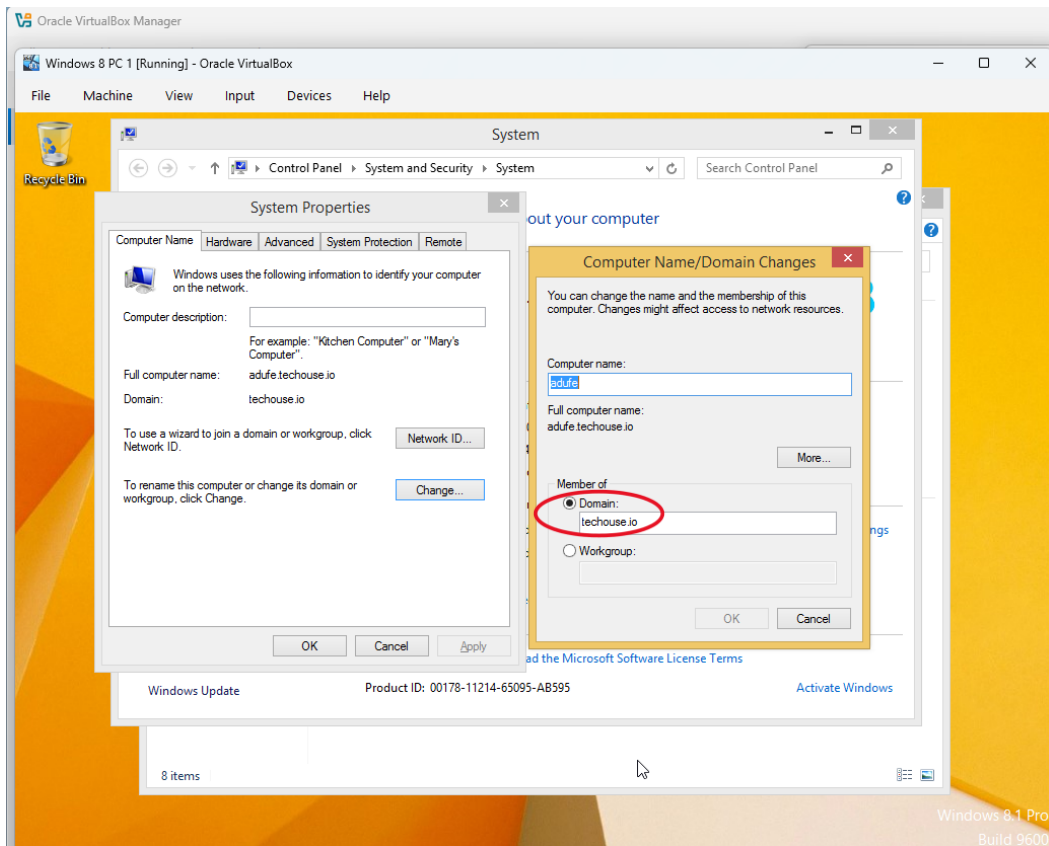 Oracle VirtualBox Manager
Windows 8 PC 1 [Running] - Oracle VirtualBox
File Machine View Input Devices Help
Recycle Bin
System
Control Panel System and Security System
Search Control Panel
out your computer
System Properties
Computer Name Hardware Advanced System Protection Remote
Windows uses the following information to identify your computer
on the network.
Computer description:
For example: "Kitchen Computer" or "Mary's
Computer".
Full computer name: adufe.techouse.io
Domain: techouse.io
To use a wizard to join a domain or workgroup, click
Network ID.
Network ID...
To rename this computer or change its domain or
workgroup, click Change.
Change...
OK Cancel Apply
Computer Name/Domain Changes
You can change the name and the membership of this
computer. Changes might affect access to network resources.
Computer name:
adufe
Full computer name:
adufe.techouse.io
More...
Member of
Domain:
techouse.io
Workgroup:
OK Cancel
ngs
ad the Microsoft Software License Terms
Windows Update
Product ID: 00178-11214-65095-AB595
Activate Windows
8 items
Windows 8.1 Pro
Build 9600